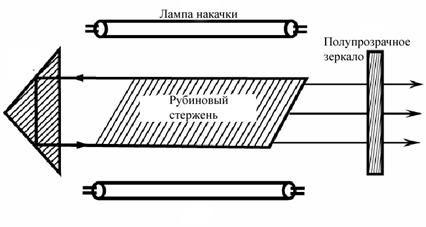 Лампа накачки
Полупрозрачное
зеркало
Рубиновый
стержень